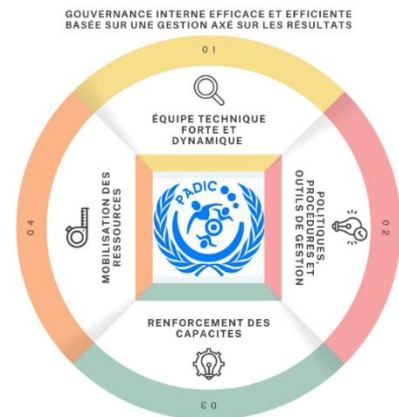 GOUVERNANCE INTERNE EFFICACE ET EFFICIENTE
BASÉE SUR UNE GESTION AXÉ SUR LES RÉSULTATS
01
ÉQUIPE TECHNIQUE
FORTE ET
DYNAMIQUE
02
POLITIQUES,
PROCÉDURES ET
OUTILS DE GESTION
03
RENFORCEMENT DES
CAPACITES
04
MOBILISATION DES
RESSOURCES
PADIC